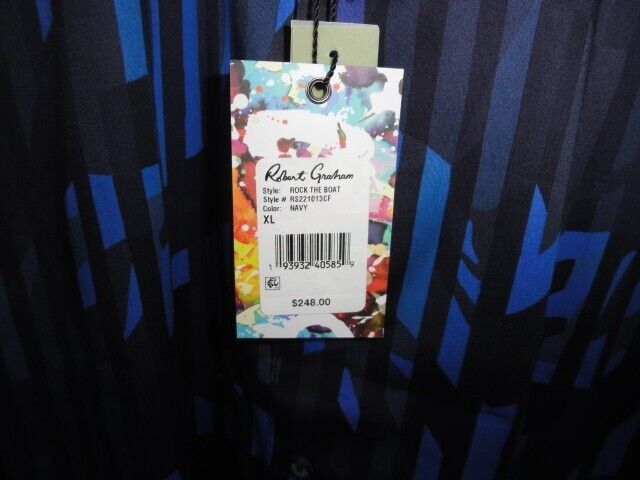 Robert Graham
Style: ROCK THE BOAT
Style # RS221013CF
Color: NAVY
XL
1 93932 40585 9
$248.00